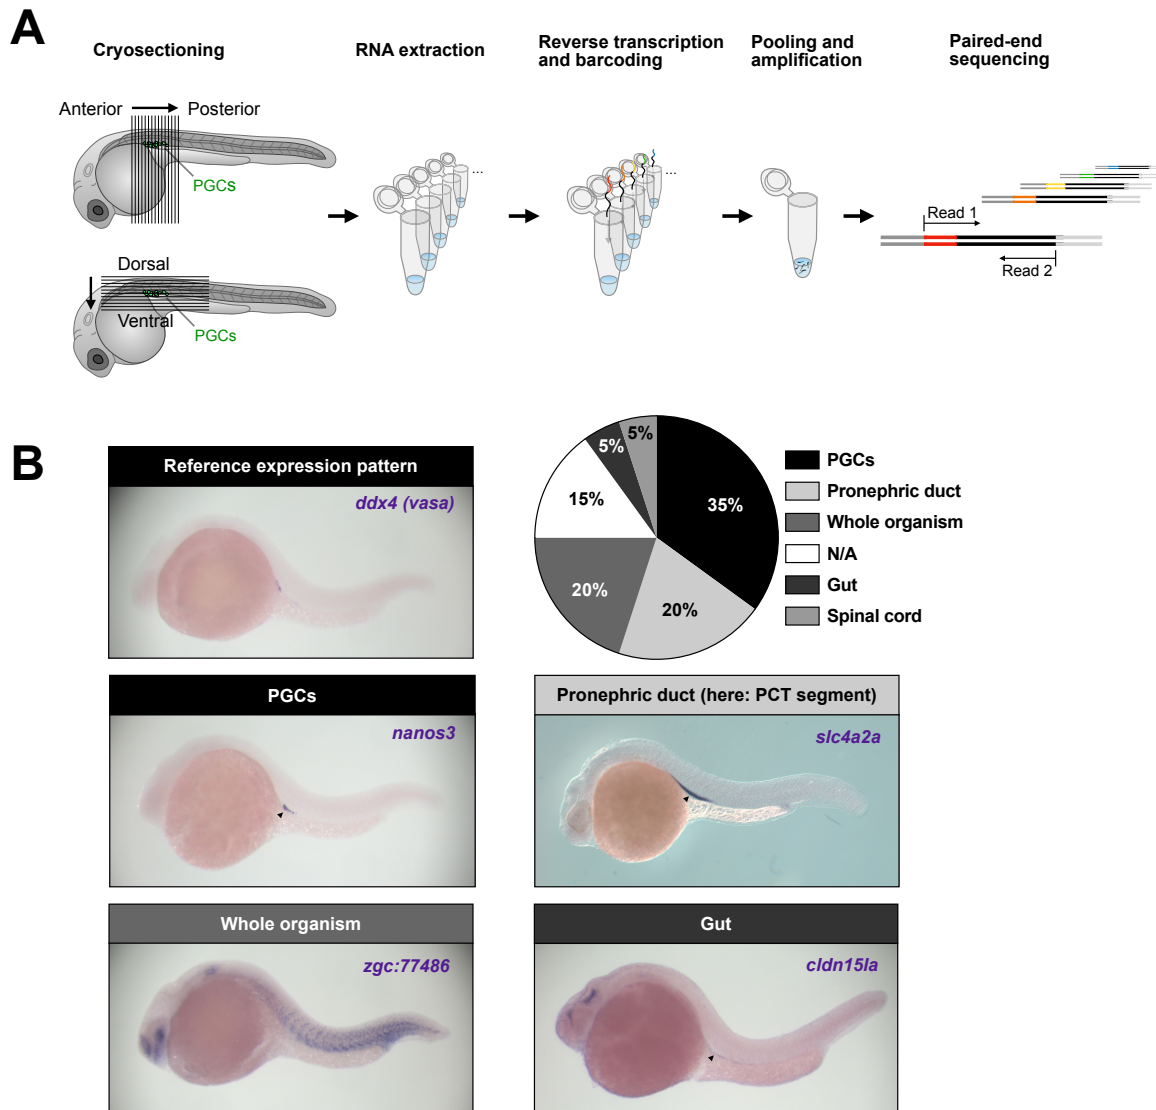 A
Cryosectioning
RNA extraction
Reverse transcription
and barcoding
Pooling and
amplification
Paired-end
sequencing
Anterior
Posterior
PGCs
...
...
Read 1
Read 2
Dorsal
Ventral
PGCs
B
Reference expression pattern
ddx4 (vasa)
5%
5%
15%
35%
20%
20%
PGCs
Pronephric duct
Whole organism
N/A
Gut
Spinal cord
PGCs
nanos3
Pronephric duct (here: PCT segment)
slc4a2a
Whole organism
zgc:77486
Gut
cldn15la